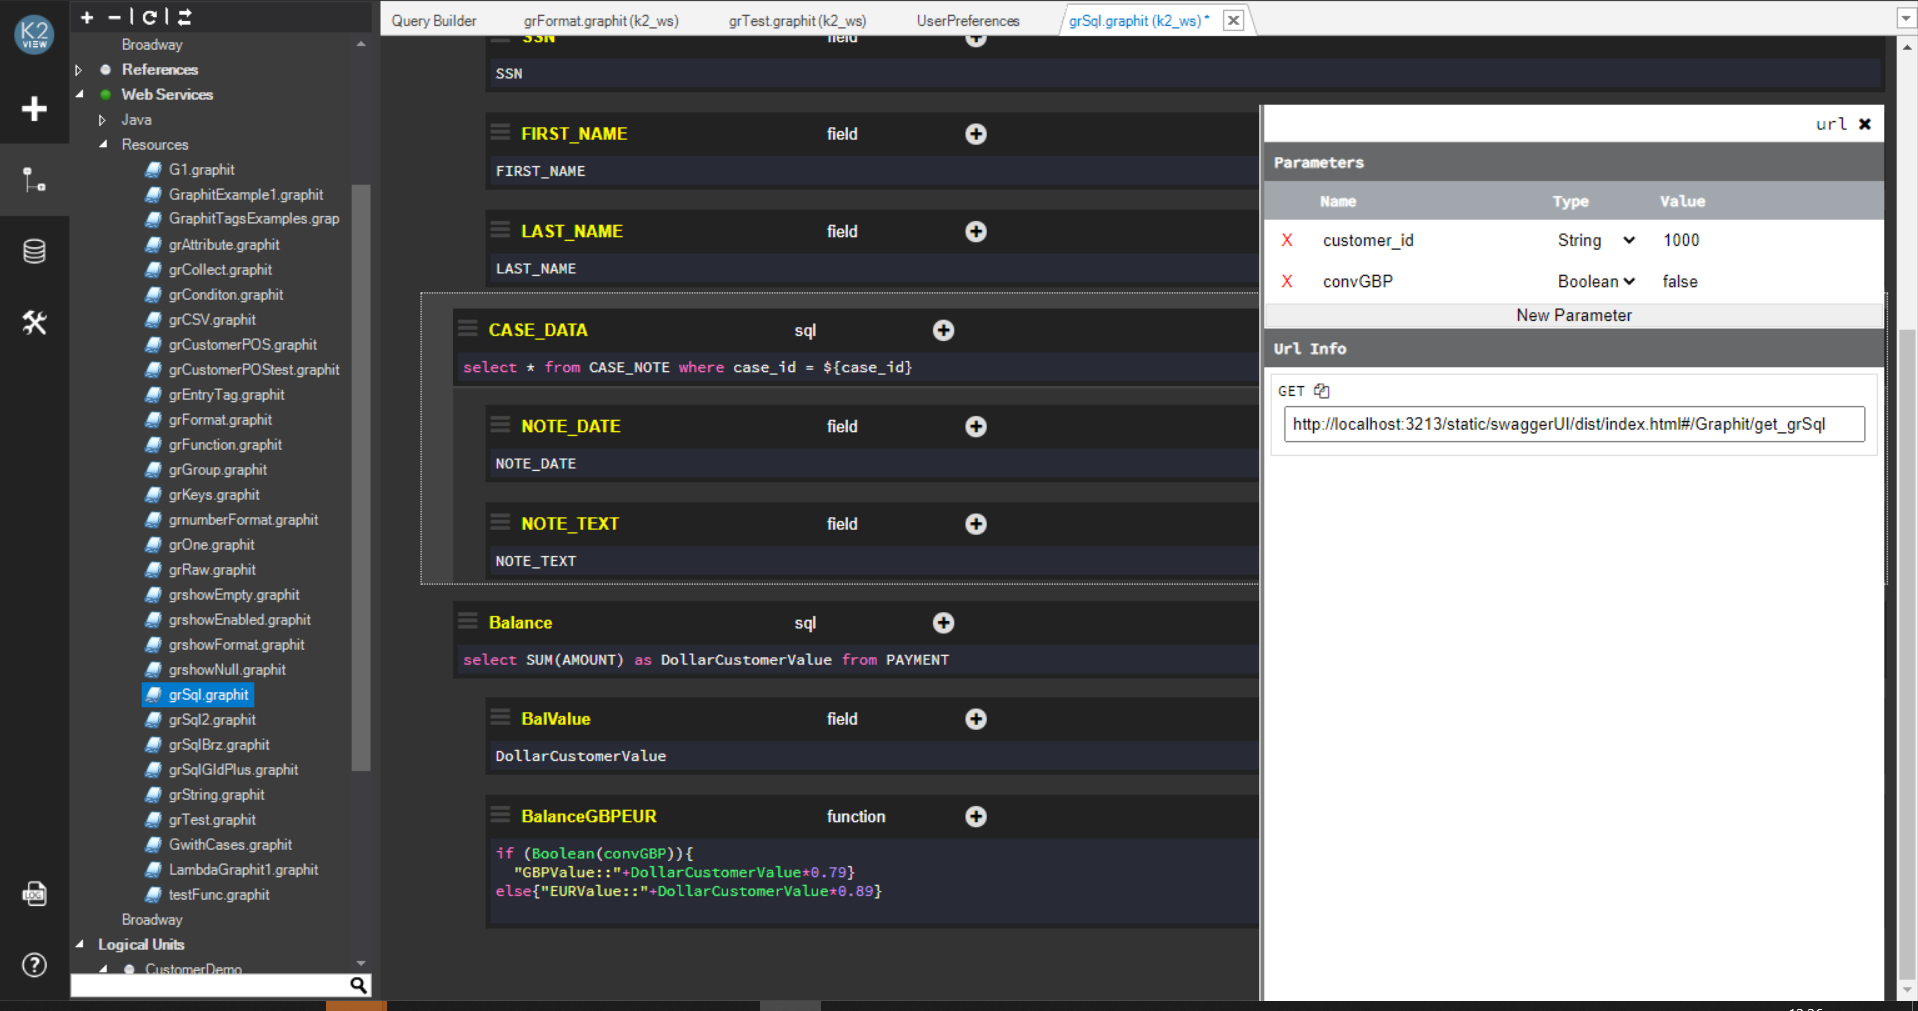 K2
VIEW
Query Builder
grFormat.graphit (k2_ws)
grTest.graphit (k2_ws)
UserPreferences
grSql.graphit (k2_ws) *
Broadway
References
Web Services
Java
Resources
G1.graphit
GraphitExample1.graphit
GraphitTagsExamples.grap
grAttribute.graphit
grCollect.graphit
grConditon.graphit
grCSV.graphit
grCustomerPOS.graphit
grCustomerPOStest.graphit
grEntryTag.graphit
grFormat.graphit
grFunction.graphit
grGroup.graphit
grKeys.graphit
grnumberFormat.graphit
grOne.graphit
grRaw.graphit
grshowEmpty.graphit
grshowEnabled.graphit
grshowFormat.graphit
grshowNull.graphit
grSql.graphit
grSql2.graphit
grSqlBrz.graphit
grSqlGldPlus.graphit
grString.graphit
grTest.graphit
GwithCases.graphit
LambdaGraphit1.graphit
testFunc.graphit
Broadway
Logical Units
CustomerDemo
LOG
SSN field
SSN
FIRST_NAME field
FIRST_NAME
LAST_NAME field
LAST_NAME
CASE_DATA sql
select * from CASE_NOTE where case_id = ${case_id}
NOTE_DATE field
NOTE_DATE
NOTE_TEXT field
NOTE_TEXT
Balance sql
select SUM(AMOUNT) as DollarCustomerValue from PAYMENT
BalValue field
DollarCustomerValue
BalanceGBPEUR function
if (Boolean(convGBP)){
"GBPValue::"+DollarCustomerValue*0.79}
else{"EURValue::"+DollarCustomerValue*0.89}
url
Parameters
Name Type Value
X customer_id String 1000
X convGBP Boolean false
New Parameter
Url Info
GET
http://localhost:3213/static/swaggerUI/dist/index.html#/Graphit/get_grSql